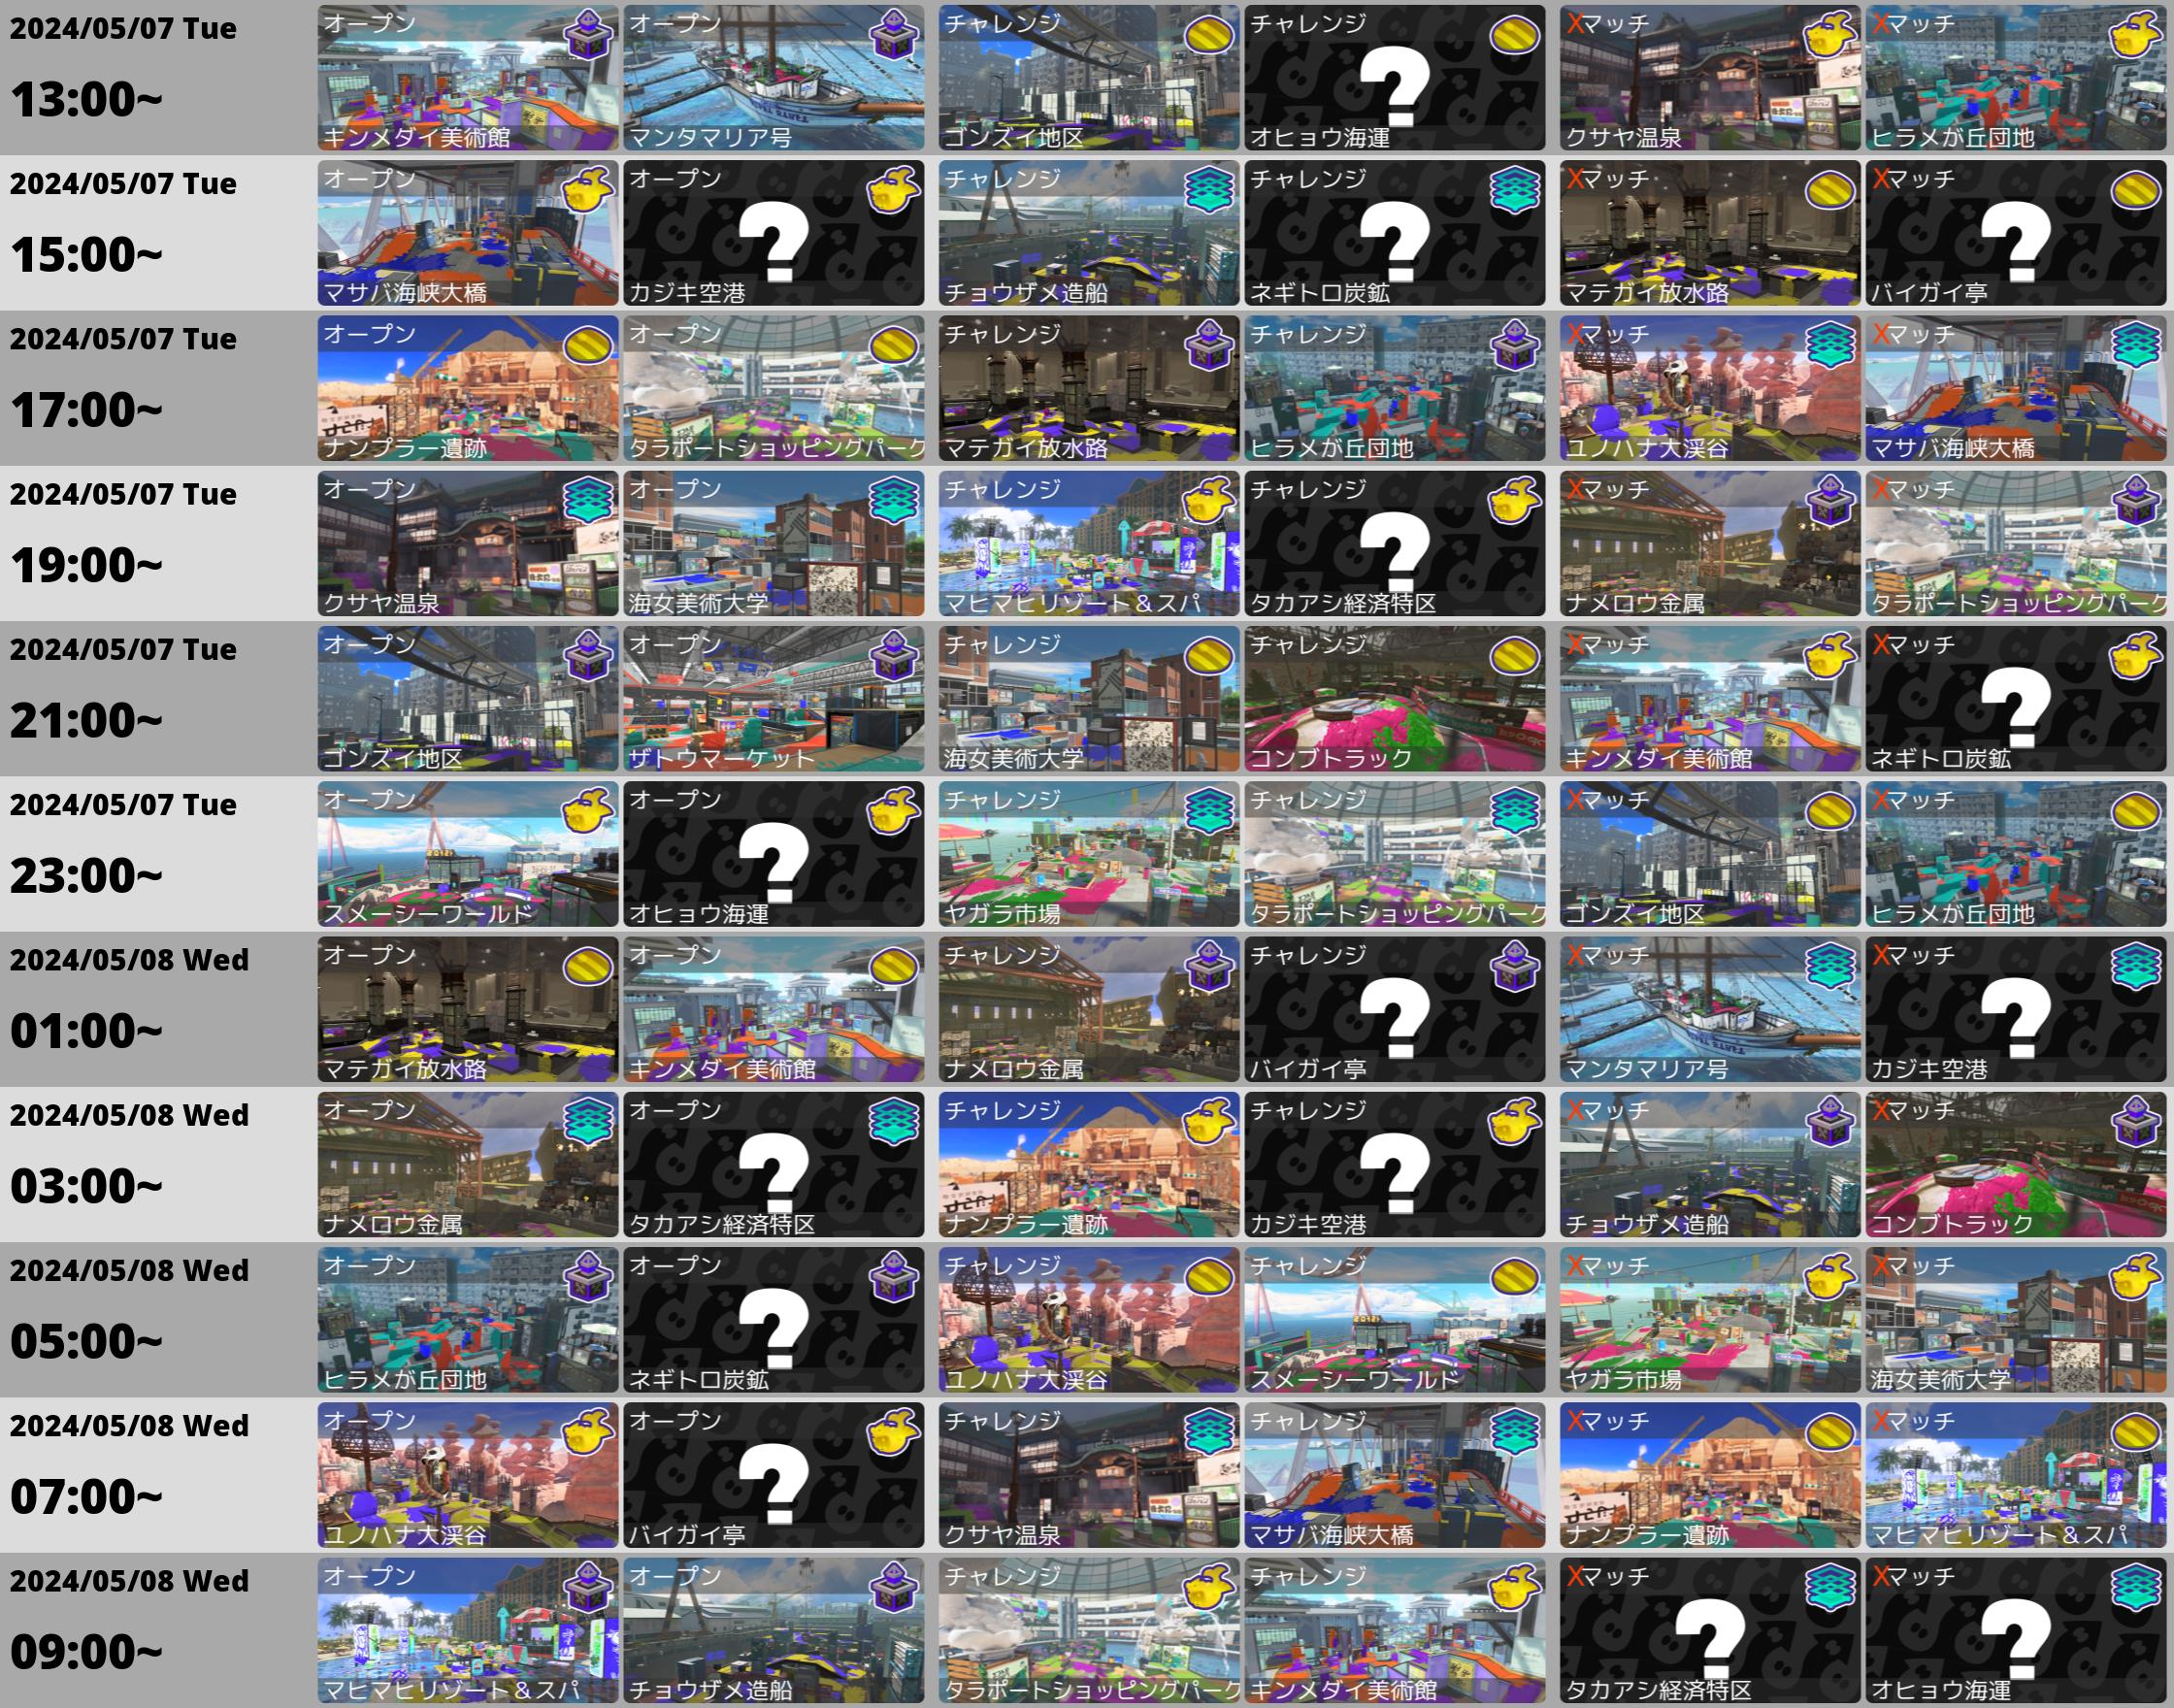 2024/05/07 Tue
13:00~
オープン
キンメダイ美術館
オープン
マンタマリア号
チャレンジ
ゴンズイ地区
チャレンジ
?
オヒョウ海運
Xマッチ
クサヤ温泉
Xマッチ
ヒラメが丘団地
2024/05/07 Tue
15:00~
オープン
マサバ海峡大橋
オープン
?
カジキ空港
チャレンジ
チョウザメ造船
チャレンジ
?
ネギトロ炭鉱
Xマッチ
マテガイ放水路
Xマッチ
?
バイガイ亭
2024/05/07 Tue
17:00~
オープン
ナンプラー遺跡
オープン
タラポートショッピングパーク
チャレンジ
マテガイ放水路
チャレンジ
ヒラメが丘団地
Xマッチ
ユノハナ大渓谷
Xマッチ
マサバ海峡大橋
2024/05/07 Tue
19:00~
オープン
クサヤ温泉
オープン
海女美術大学
チャレンジ
マヒマヒリゾート＆スパ
チャレンジ
?
タカアシ経済特区
Xマッチ
ナメロウ金属
Xマッチ
タラポートショッピングパーク
2024/05/07 Tue
21:00~
オープン
ゴンズイ地区
オープン
ザトウマーケット
チャレンジ
海女美術大学
チャレンジ
コンブトラック
Xマッチ
キンメダイ美術館
Xマッチ
?
ネギトロ炭鉱
2024/05/07 Tue
23:00~
オープン
スメーシーワールド
オープン
?
オヒョウ海運
チャレンジ
ヤガラ市場
チャレンジ
タラポートショッピングパーク
Xマッチ
ゴンズイ地区
Xマッチ
ヒラメが丘団地
2024/05/08 Wed
01:00~
オープン
マテガイ放水路
オープン
キンメダイ美術館
チャレンジ
ナメロウ金属
チャレンジ
?
バイガイ亭
Xマッチ
マンタマリア号
Xマッチ
?
カジキ空港
2024/05/08 Wed
03:00~
オープン
ナメロウ金属
オープン
?
タカアシ経済特区
チャレンジ
ナンプラー遺跡
チャレンジ
?
カジキ空港
Xマッチ
チョウザメ造船
Xマッチ
コンブトラック
2024/05/08 Wed
05:00~
オープン
ヒラメが丘団地
オープン
?
ネギトロ炭鉱
チャレンジ
ユノハナ大渓谷
チャレンジ
スメーシーワールド
Xマッチ
ヤガラ市場
Xマッチ
海女美術大学
2024/05/08 Wed
07:00~
オープン
ユノハナ大渓谷
オープン
?
バイガイ亭
チャレンジ
クサヤ温泉
チャレンジ
マサバ海峡大橋
Xマッチ
ナンプラー遺跡
Xマッチ
マヒマヒリゾート＆スパ
2024/05/08 Wed
09:00~
オープン
マヒマヒリゾート＆スパ
オープン
チョウザメ造船
チャレンジ
タラポートショッピングパーク
チャレンジ
キンメダイ美術館
Xマッチ
?
タカアシ経済特区
Xマッチ
?
オヒョウ海運